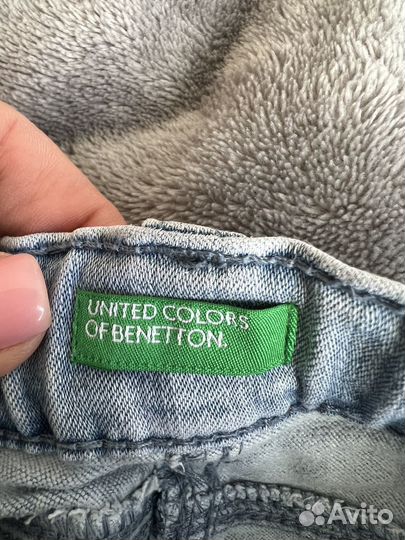 UNITED COLORS
OF BENETTON.
Avito